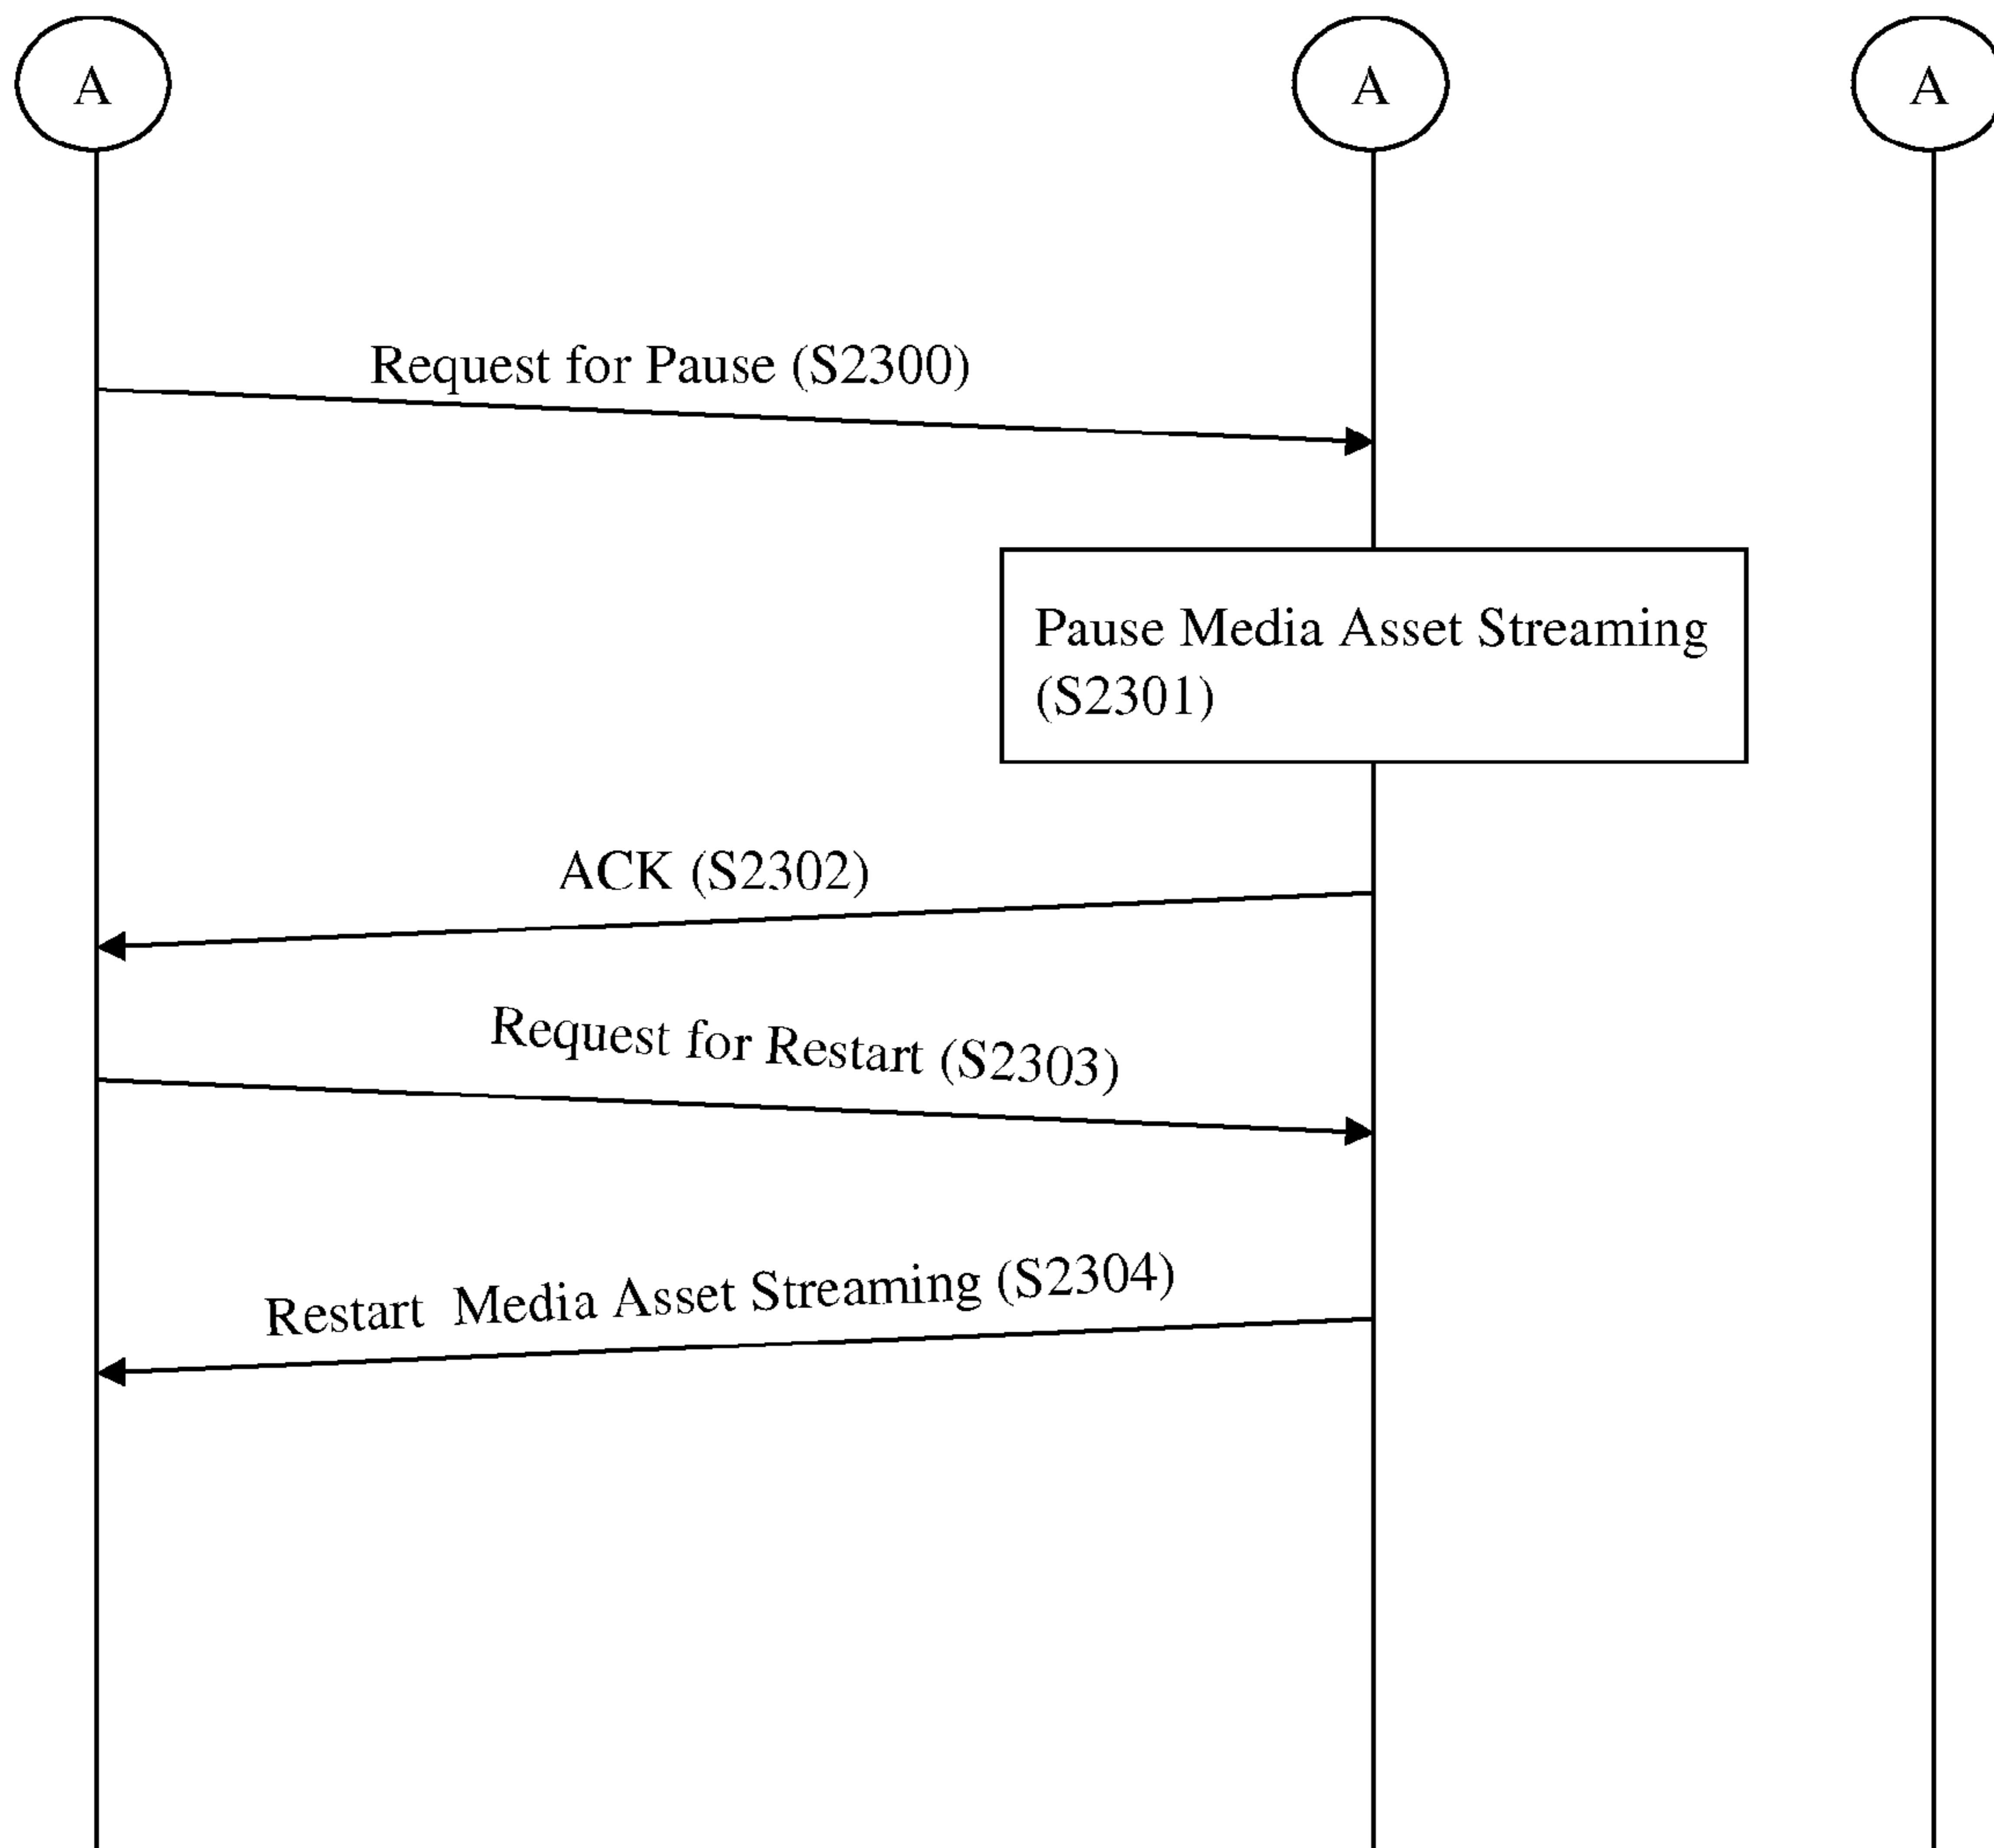 A A A
Request for Pause (S2300)
Pause Media Asset Streaming
(S2301)
ACK (S2302)
Request for Restart (S2303)
Restart Media Asset Streaming (S2304)